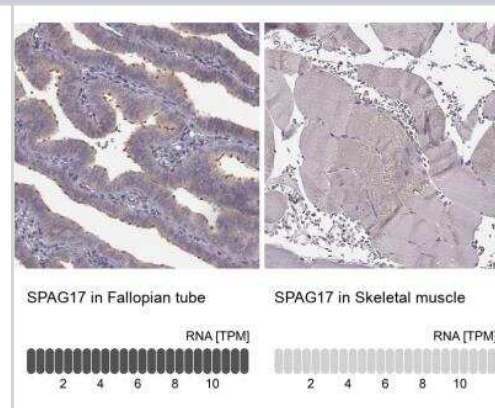 SPAG17 in Fallopian tube
SPAG17 in Skeletal muscle
RNA [TPM]
RNA [TPM]
2 4 6 8 10
2 4 6 8 10